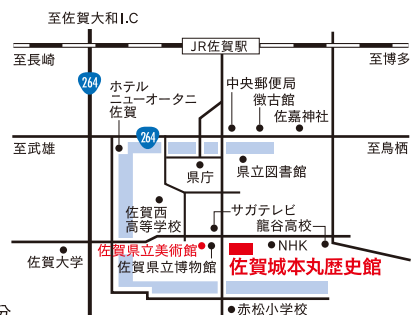 至佐賀大和I.C
JR佐賀駅
至長崎
至博多
264
ホテル
ニューオータニ
佐賀
中央郵便局
徴古館
佐嘉神社
264
至武雄
至鳥栖
県庁
県立図書館
佐賀西
高等学校
サガテレビ
龍谷高校
佐賀県立美術館
NHK
佐賀大学
佐賀県立博物館
佐賀城本丸歴史館
赤松小学校
分